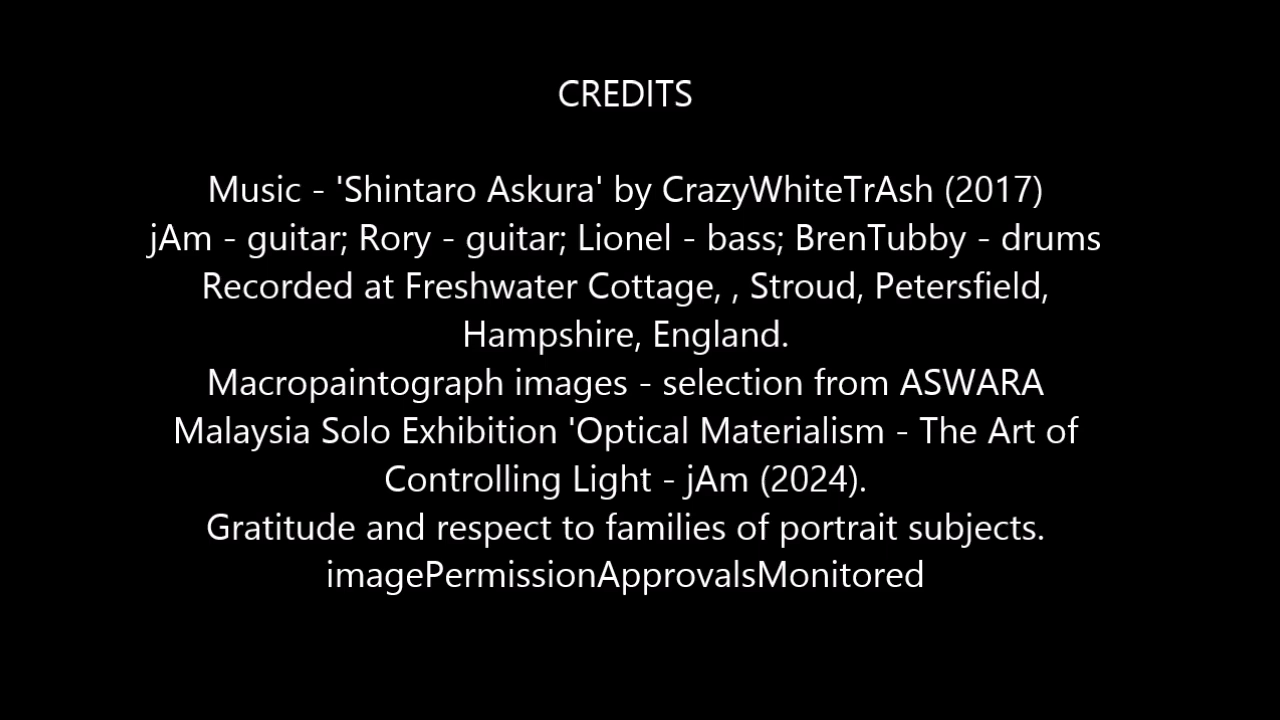 CREDITS
Music - 'Shintaro Askura' by CrazyWhiteTrAsh (2017)
jAm - guitar; Rory - guitar; Lionel - bass; BrenTubby - drums
Recorded at Freshwater Cottage, , Stroud, Petersfield,
Hampshire, England.
Macropaintograph images - selection from ASWARA
Malaysia Solo Exhibition 'Optical Materialism - The Art of
Controlling Light - jAm (2024).
Gratitude and respect to families of portrait subjects.
imagePermissionApprovalsMonitored